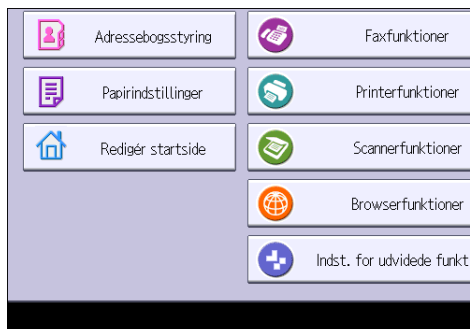 Adressebogsstyring
Papirindstillinger
Redigér startside
Faxfunktioner
Printerfunktioner
Scannerfunktioner
Browserfunktioner
Indst. for udvidede funkt